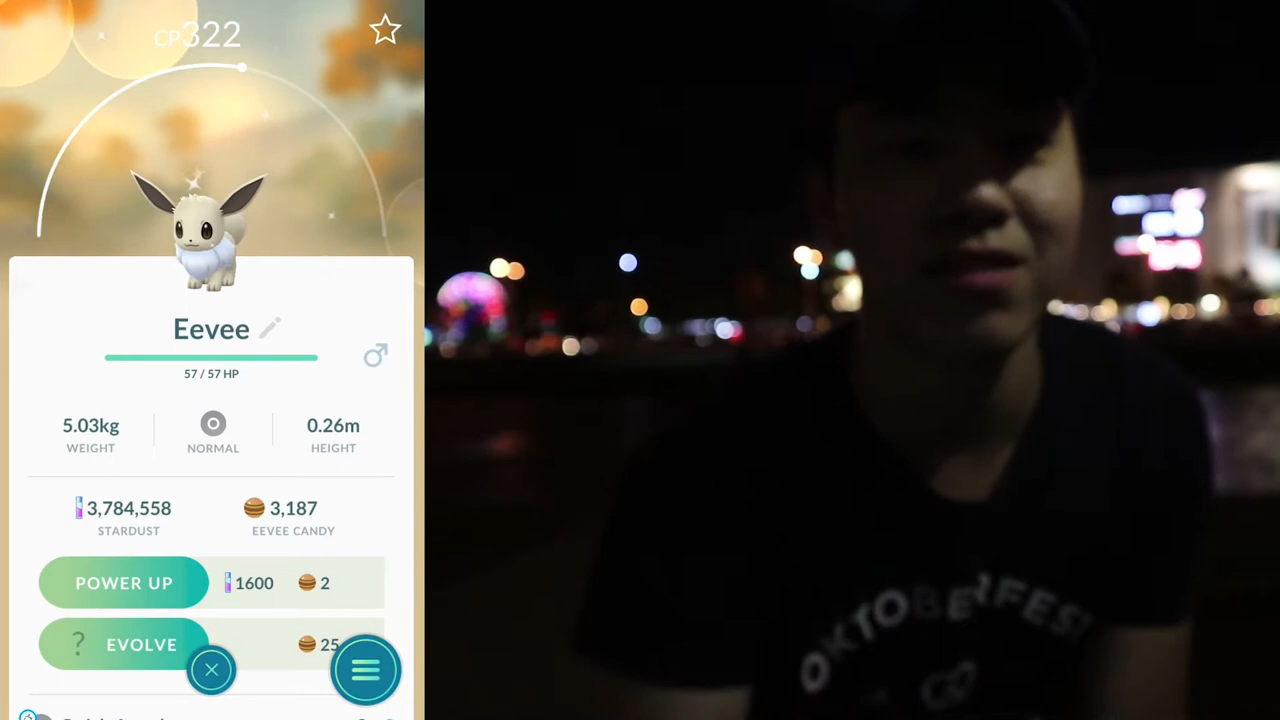 CP322
Eevee
57 / 57 HP
5.03kg
WEIGHT
NORMAL
0.26m
HEIGHT
3,784,558
STARDUST
3,187
EEVEE CANDY
POWER UP
1600
2
? EVOLVE
25
OKTOBERFEST